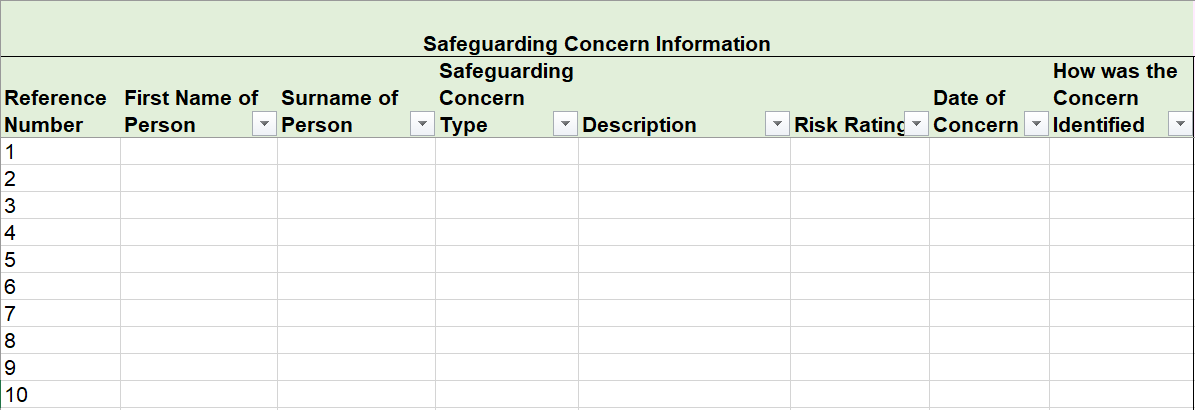 Safeguarding Concern Information
Reference Number
First Name of Person
Surname of Person
Safeguarding Concern Type
Description
Risk Rating
Date of Concern
How was the Concern Identified
1
2
3
4
5
6
7
8
9
10